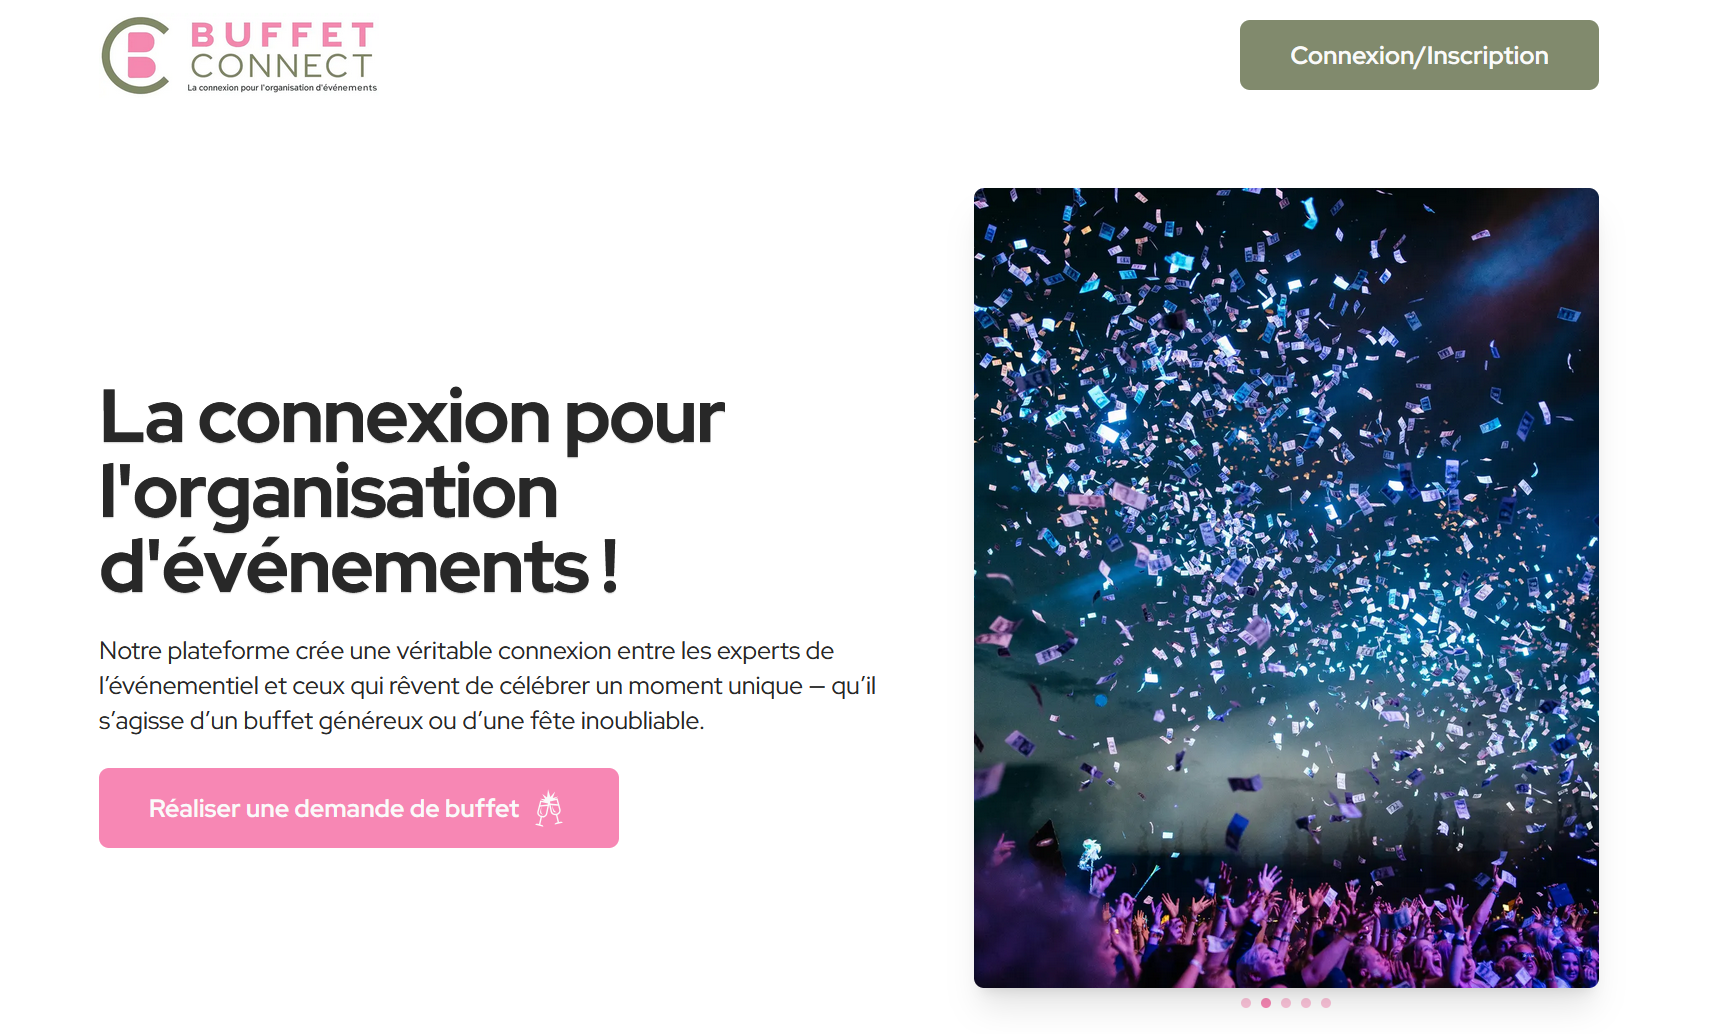 BUFFET
CONNECT
La connexion pour l'organisation d'événements
Connexion/Inscription
La connexion pour
l'organisation
d'événements !
Notre plateforme crée une véritable connexion entre les experts de
l’événementiel et ceux qui rêvent de célébrer un moment unique — qu’il
s’agisse d’un buffet généreux ou d’une fête inoubliable.
Réaliser une demande de buffet